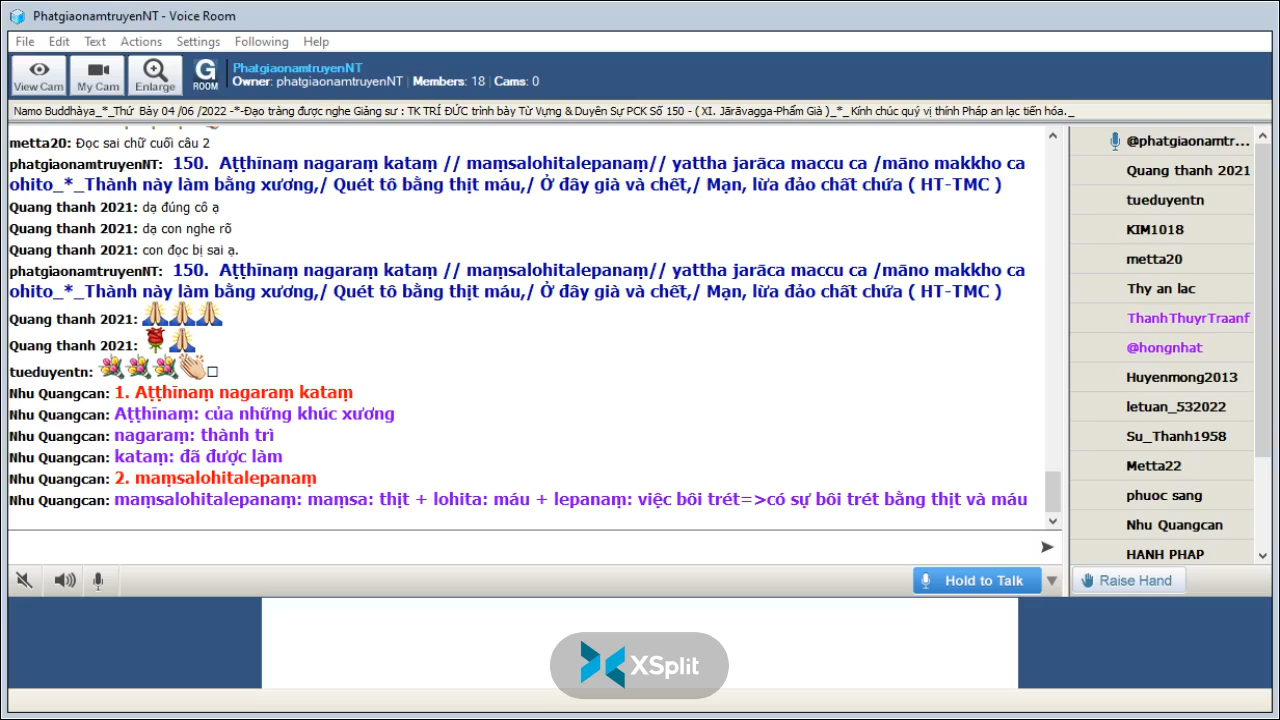 PhatgiaonamtruyenNT - Voice Room
File Edit Text Actions Settings Following Help
View Cam My Cam Enlarge G ROOM
PhatgiaonamtruyenNT
Owner: phatgiaonamtruyenNT | Members: 18 | Cams: 0
Namo Buddhàya_*_Thứ Bảy 04 /06 /2022 -*-Đạo tràng được nghe Giảng sư : TK TRÍ ĐỨC trình bày Từ Vựng & Duyên Sự PCK Số 150 - ( XI. Jārāvagga-Phẩm Già )_*_ Kính chúc quý vị thính Pháp an lạc tiến hóa._
metta20: Đọc sai chữ cuối câu 2
phatgiaonamtruyenNT: 150. Aṭṭhīnaṃ nagaraṃ kataṃ // maṃsalohitalepanaṃ// yattha jarāca maccu ca /māno makkho ca
ohito_*_Thành này làm bằng xương,/ Quét tô bằng thịt máu,/ Ở đây già và chết,/ Mạn, lừa đảo chất chứa ( HT-TMC )
Quang thanh 2021: dạ đúng cô ạ
Quang thanh 2021: dạ con nghe rõ
Quang thanh 2021: con đọc bị sai ạ.
phatgiaonamtruyenNT: 150. Aṭṭhīnaṃ nagaraṃ kataṃ // maṃsalohitalepanaṃ// yattha jarāca maccu ca /māno makkho ca
ohito_*_Thành này làm bằng xương,/ Quét tô bằng thịt máu,/ Ở đây già và chết,/ Mạn, lừa đảo chất chứa ( HT-TMC )
Quang thanh 2021: 🙏🙏🙏
Quang thanh 2021: 🌹🙏
tueduyentn: 💐💐💐👏□
Nhu Quangcan: 1. Aṭṭhīnaṃ nagaraṃ kataṃ
Nhu Quangcan: Aṭṭhīnaṃ: của những khúc xương
Nhu Quangcan: nagaraṃ: thành trì
Nhu Quangcan: kataṃ: đã được làm
Nhu Quangcan: 2. maṃsalohitalepanaṃ
Nhu Quangcan: maṃsalohitalepanaṃ: maṃsa: thịt + lohita: máu + lepanaṃ: việc bôi trét=>có sự bôi trét bằng thịt và máu
Hold to Talk
@phatgiaonamtr...
Quang thanh 2021
tueduyentn
KIM1018
metta20
Thy an lac
ThanhThuyrTraanf
@hongnhat
Huyenmong2013
letuan_532022
Su_Thanh1958
Metta22
phuoc sang
Nhu Quangcan
HANH PHAP
Raise Hand
XSplit